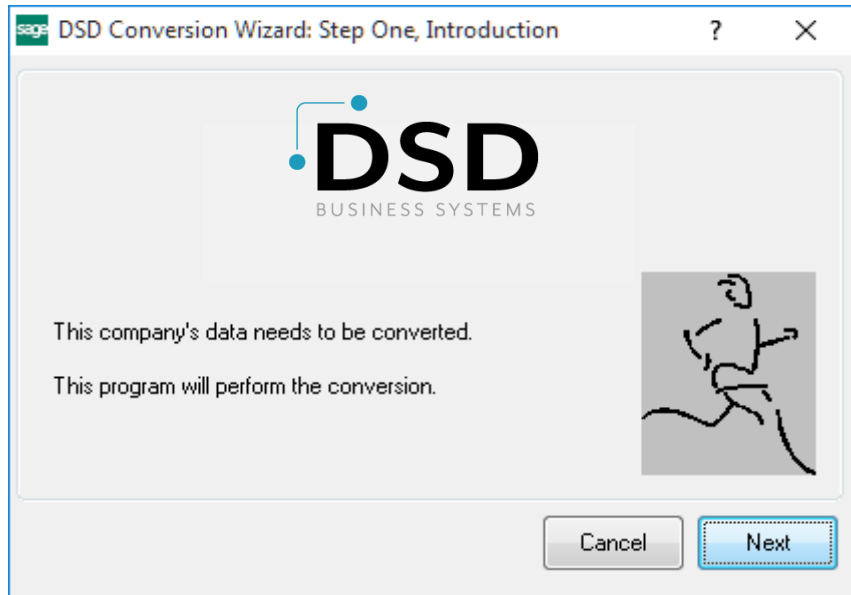 sage DSD Conversion Wizard: Step One, Introduction ? ×
DSD
BUSINESS SYSTEMS
This company's data needs to be converted.
This program will perform the conversion.
Cancel Next